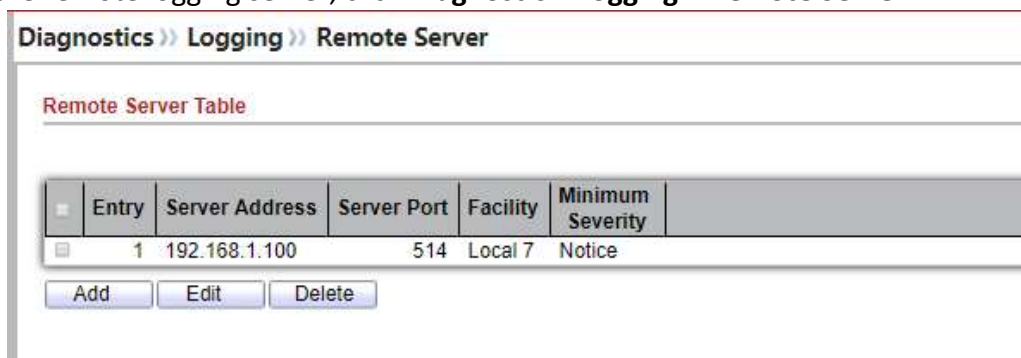 Diagnostics » Logging » Remote Server
Remote Server Table
Entry Server Address Server Port Facility Minimum Severity
1 192.168.1.100 514 Local 7 Notice
Add Edit Delete